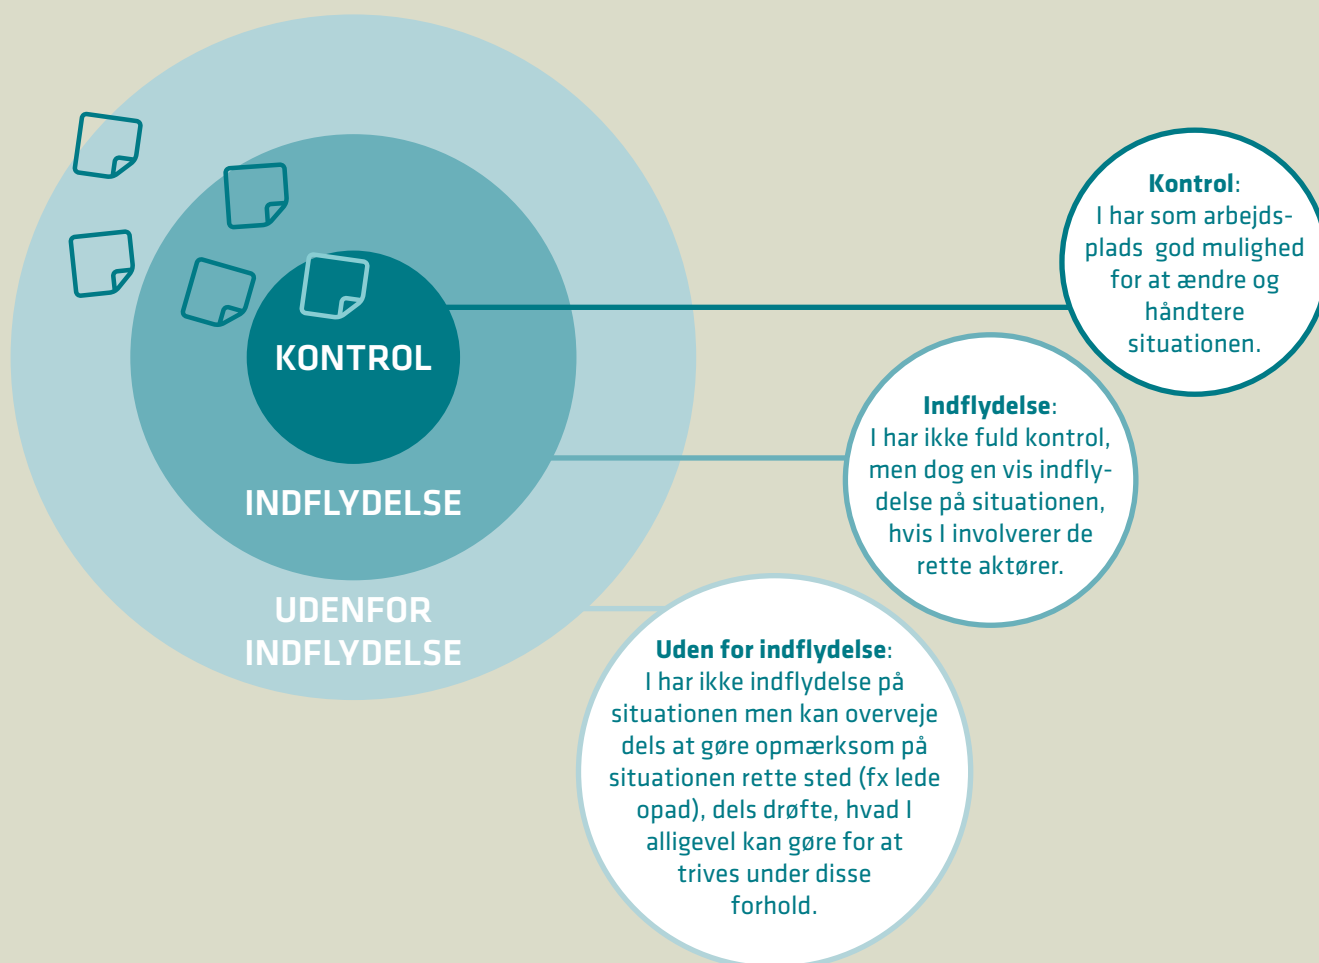 KONTROL
INDFLYDELSE
UDENFOR
INDFLYDELSE
Kontrol:
I har som arbejds-
plads god mulighed
for at ændre og
håndtere
situationen.
Indflydelse:
I har ikke fuld kontrol,
men dog en vis indfly-
delse på situationen,
hvis I involverer de
rette aktører.
Uden for indflydelse:
I har ikke indflydelse på
situationen men kan overveje
dels at gøre opmærksom på
situationen rette sted (fx lede
opad), dels drøfte, hvad I
alligevel kan gøre for at
trives under disse
forhold.